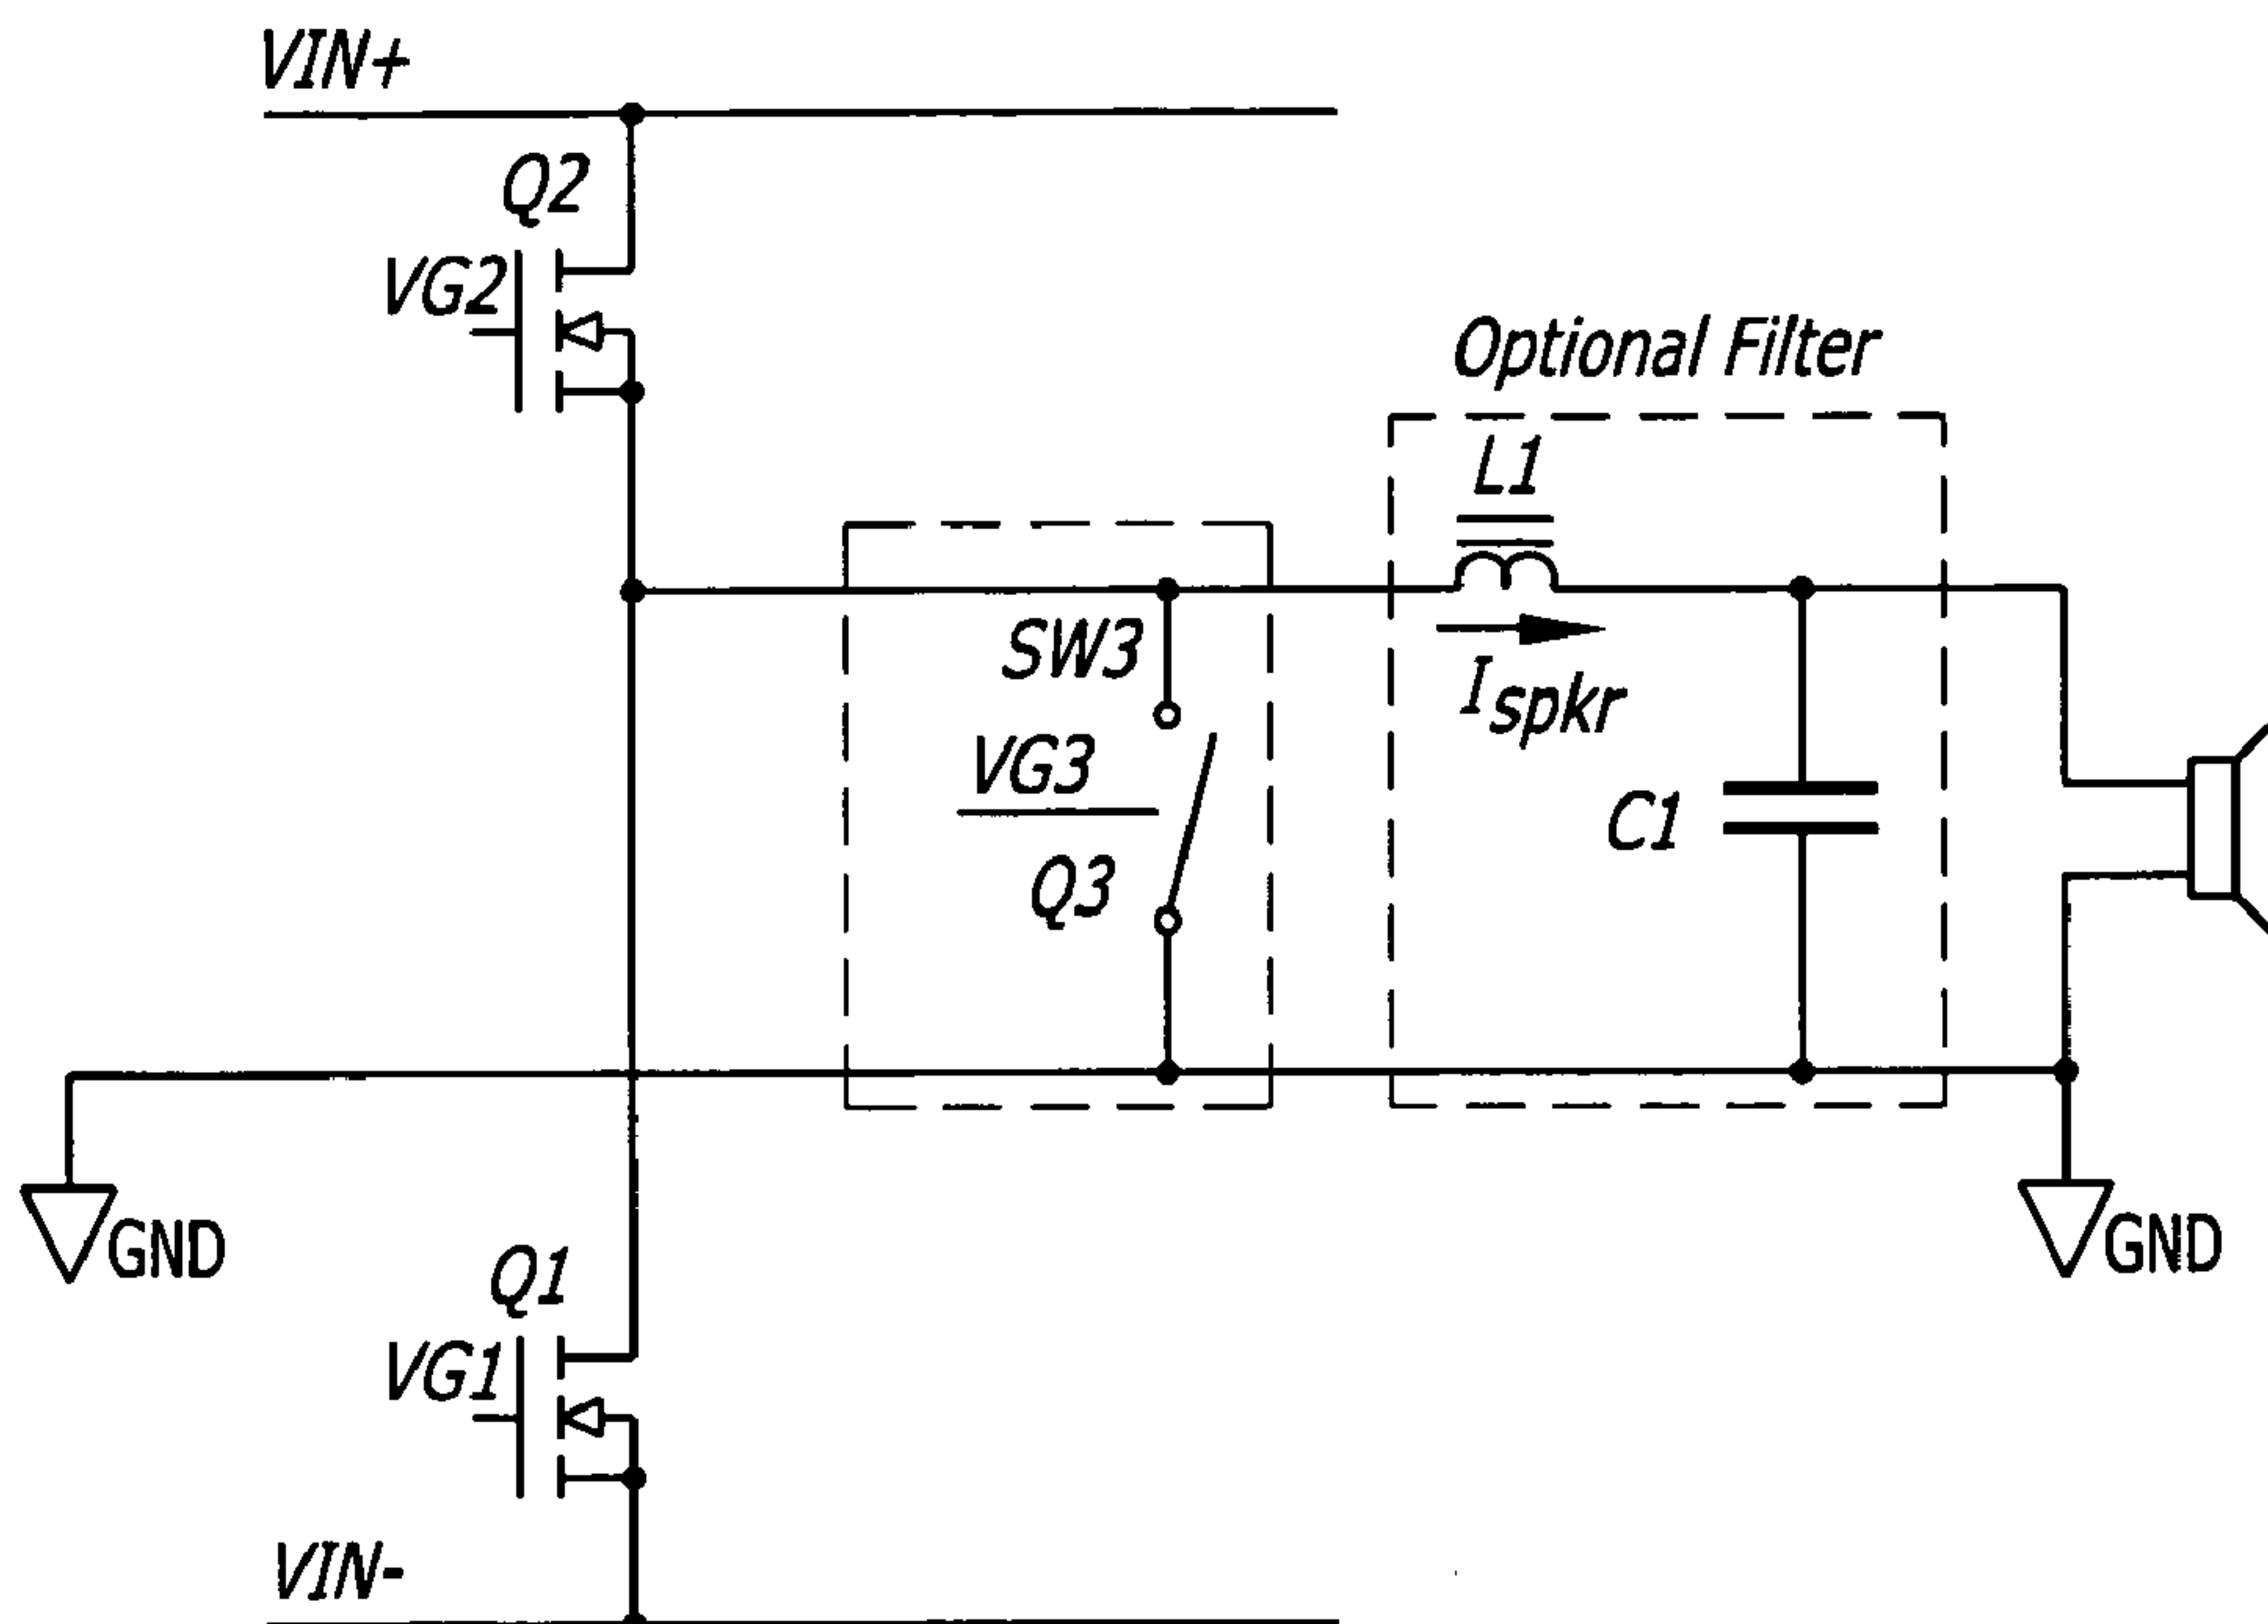 VIN+
Q2
VG2
Optional Filter
L1
SW3
Ispkr
VG3
C1
Q3
GND
GND
Q1
VG1
VIN-